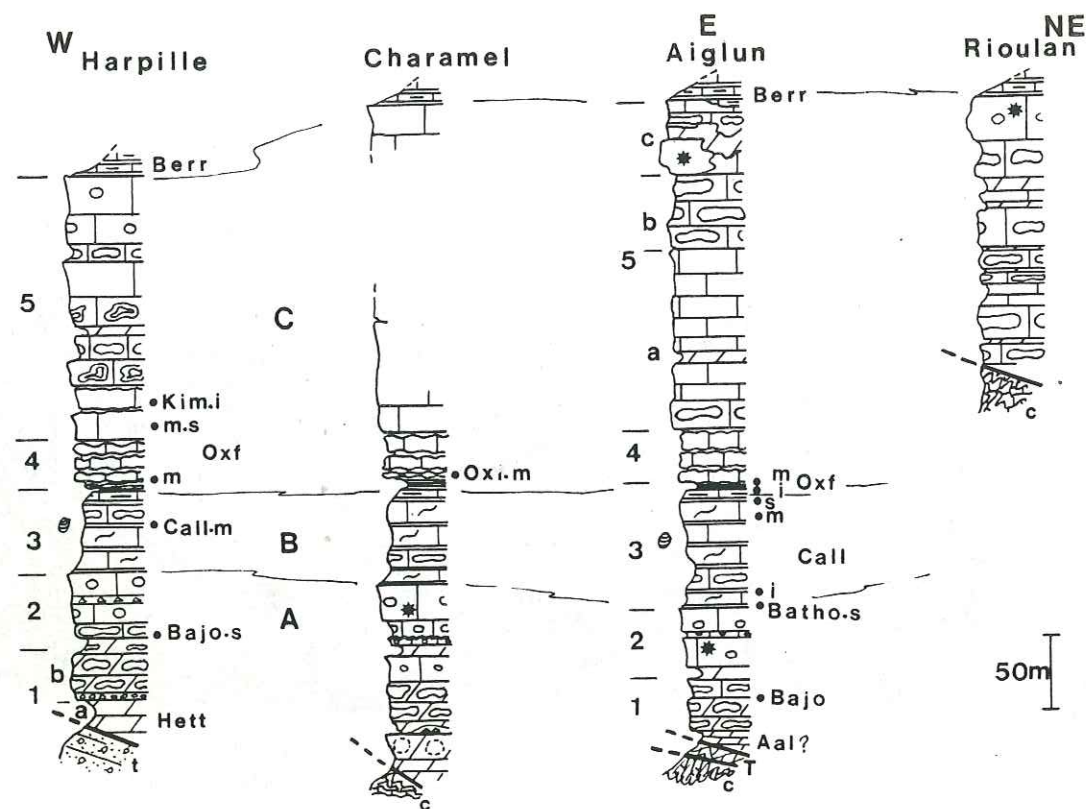 W
Harpille
Charamel
E
Aiglun
NE
Rioulan
Berr
Berr
c
b
5
5
C
a
Kim.i
m.s
Oxf
4
m
Oxi.m
4
m
i
Oxf
s
m
Call.m
3
B
3
Call
i
Batho.s
2
A
2
Bajo.s
b
1
a
Hett
1
Bajo
Aal?
50m
t
c
T
c
c